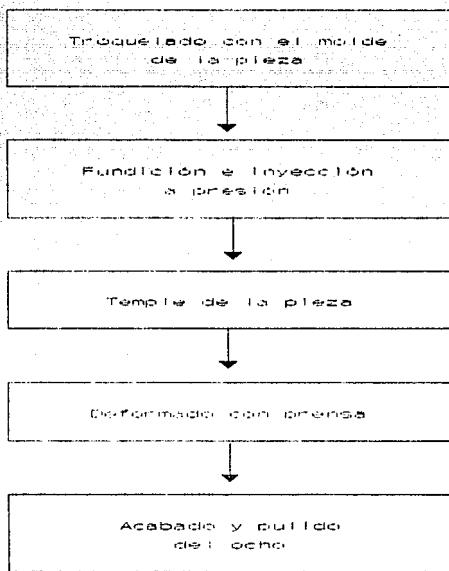 Troquelado con el molde
de la pieza
Fundición e inyección
a presión
Temple de la pieza
Deformado con prensa
Acabado y pulido
del ocho